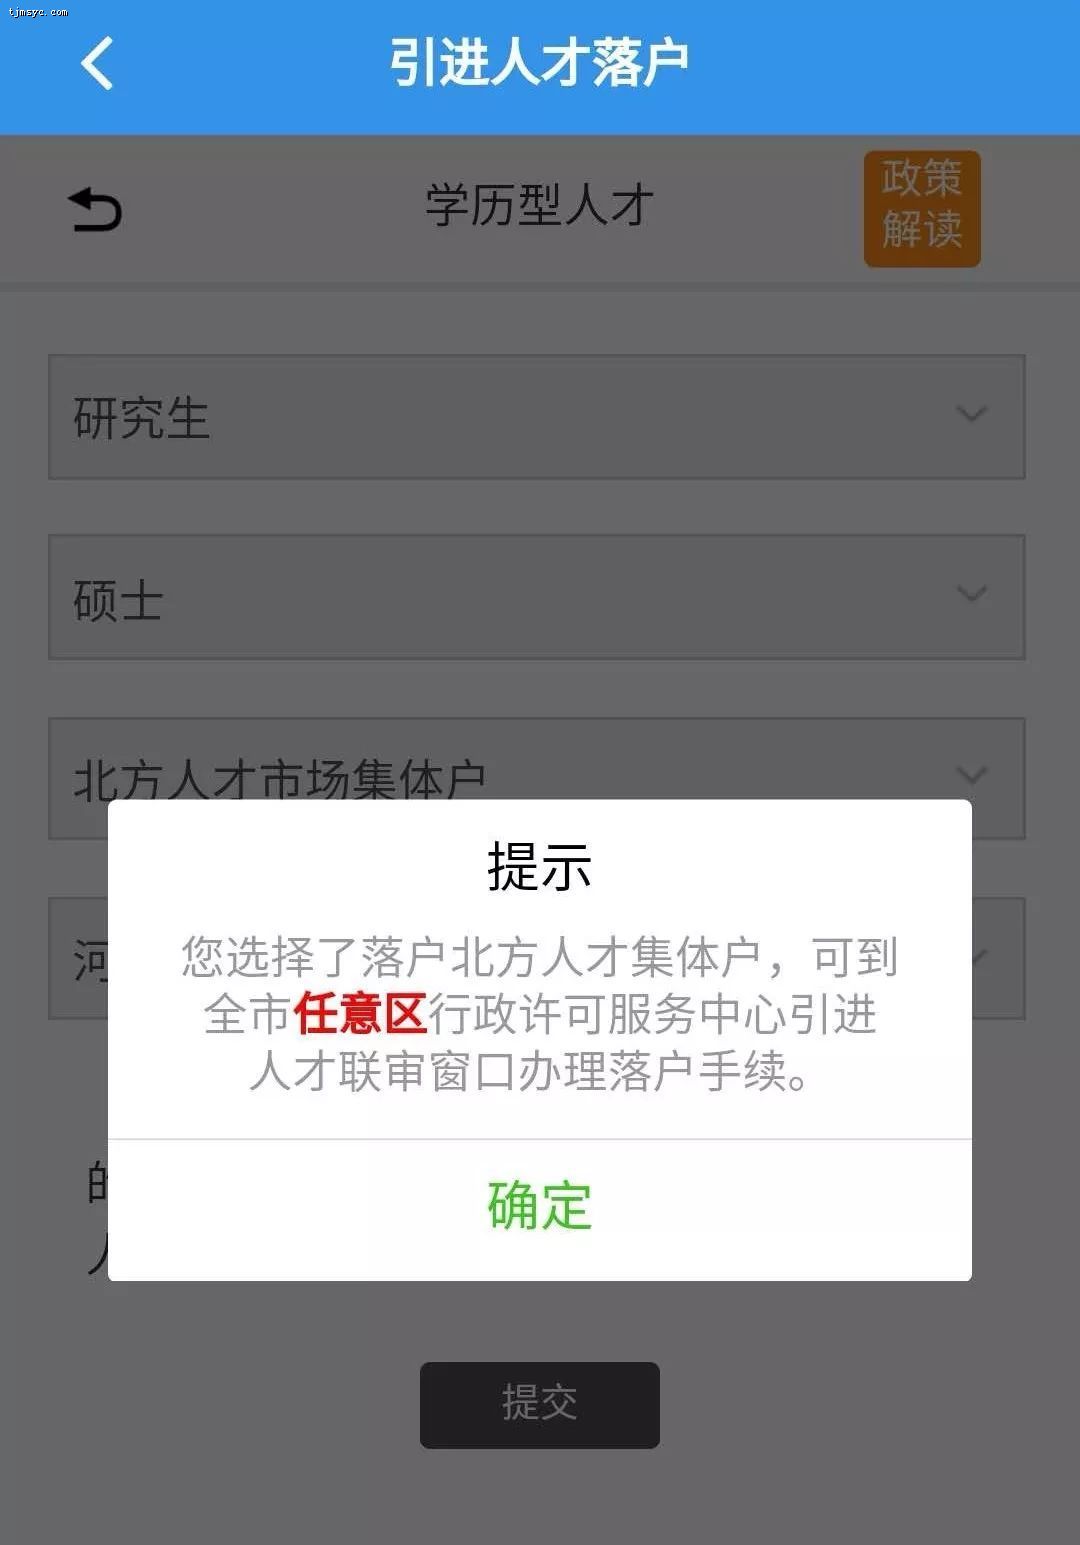 tjmsyc.com
引进人才落户
学历型人才
政策
解读
研究生
硕士
北方人才市场集体户
提示
河
您选择了落户北方人才集体户，可到
全市任意区行政许可服务中心引进
人才联审窗口办理落户手续。
的
人
确定
提交